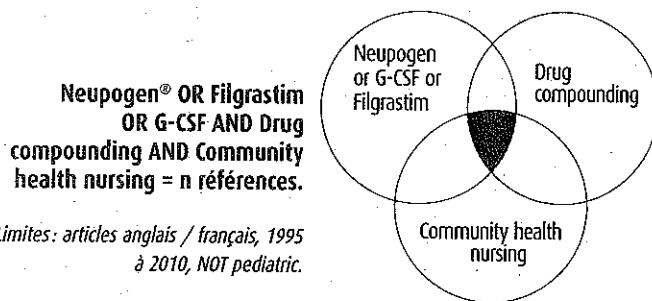 Neupogen® OR Filgrastim
OR G-CSF AND Drug
compounding AND Community
health nursing = n références.
Limites: articles anglais / français, 1995
à 2010, NOT pediatric.
Neupogen
or G-CSF or
Filgrastim
Drug
compounding
Community health
nursing